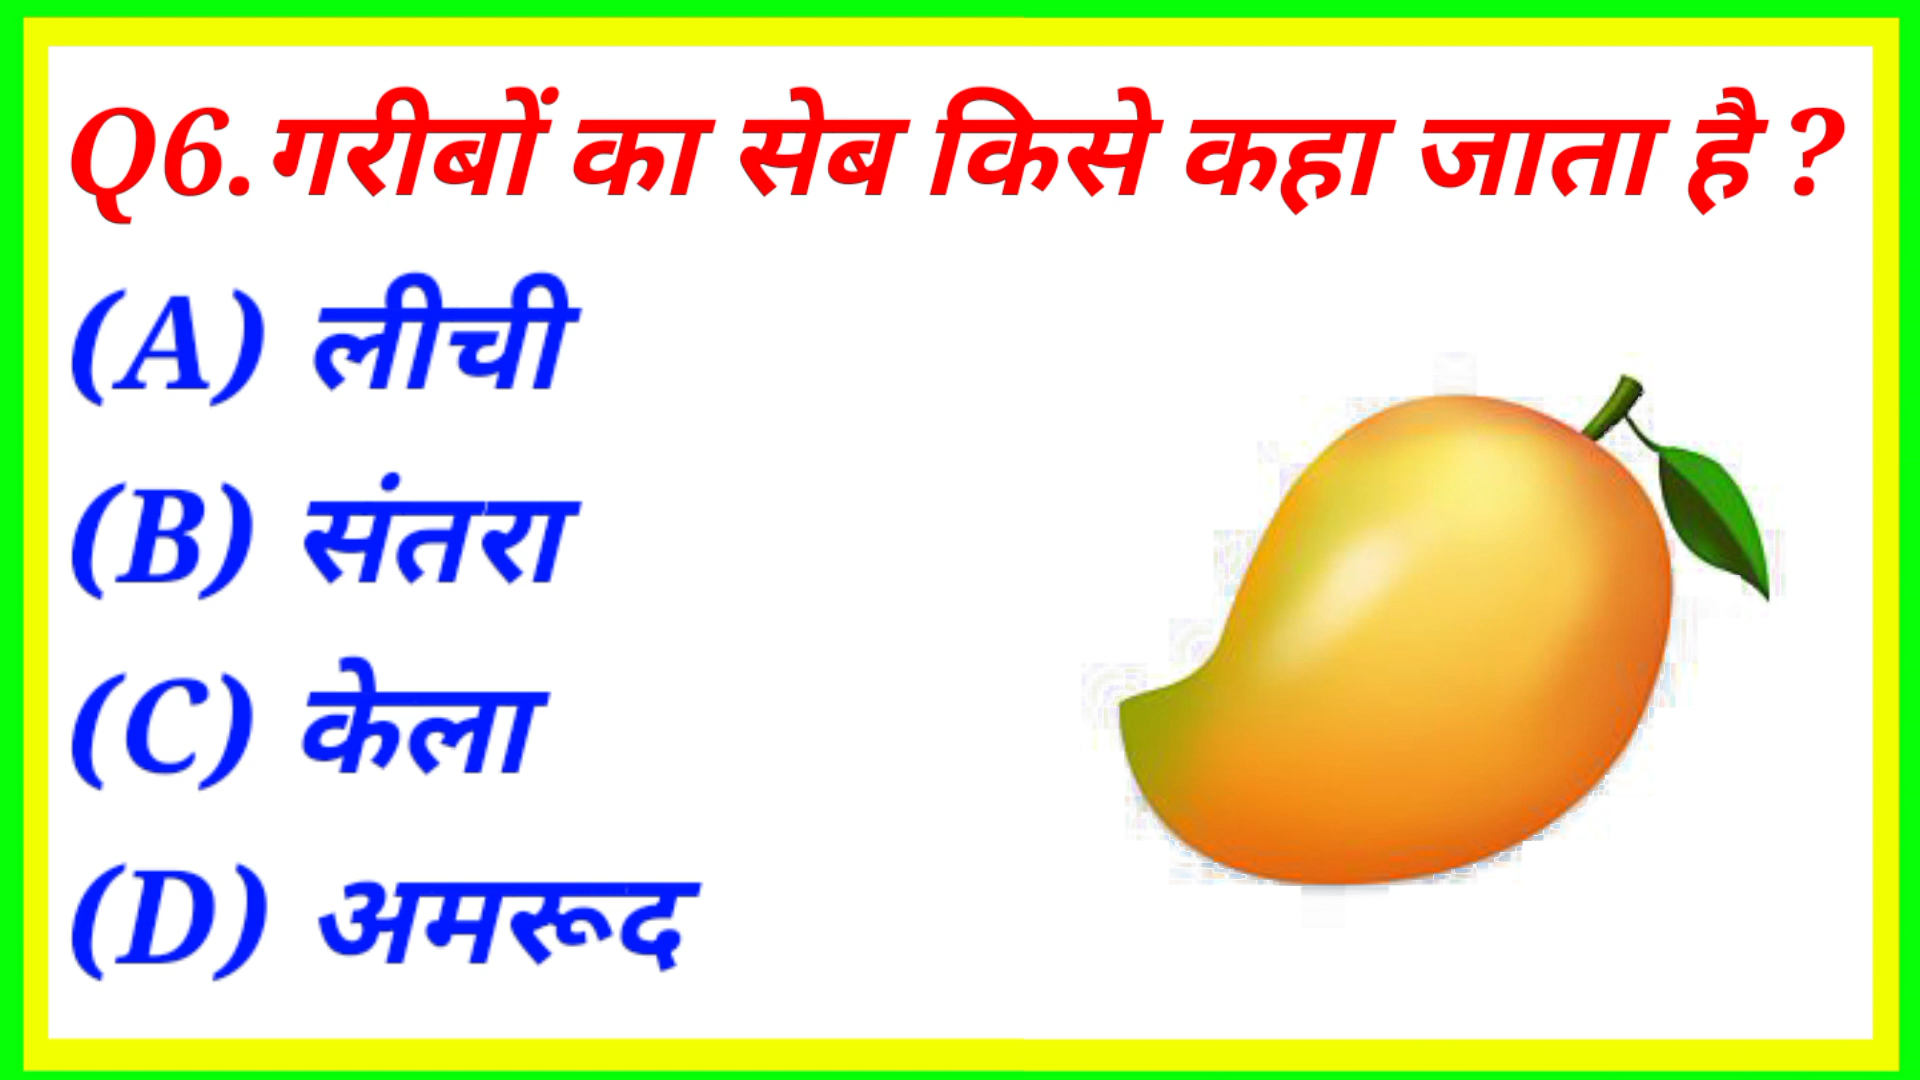 Q6.गरीबों का सेब किसे कहा जाता है ?
(A) लीची
(B) संतरा
(C) केला
(D) अमरूद